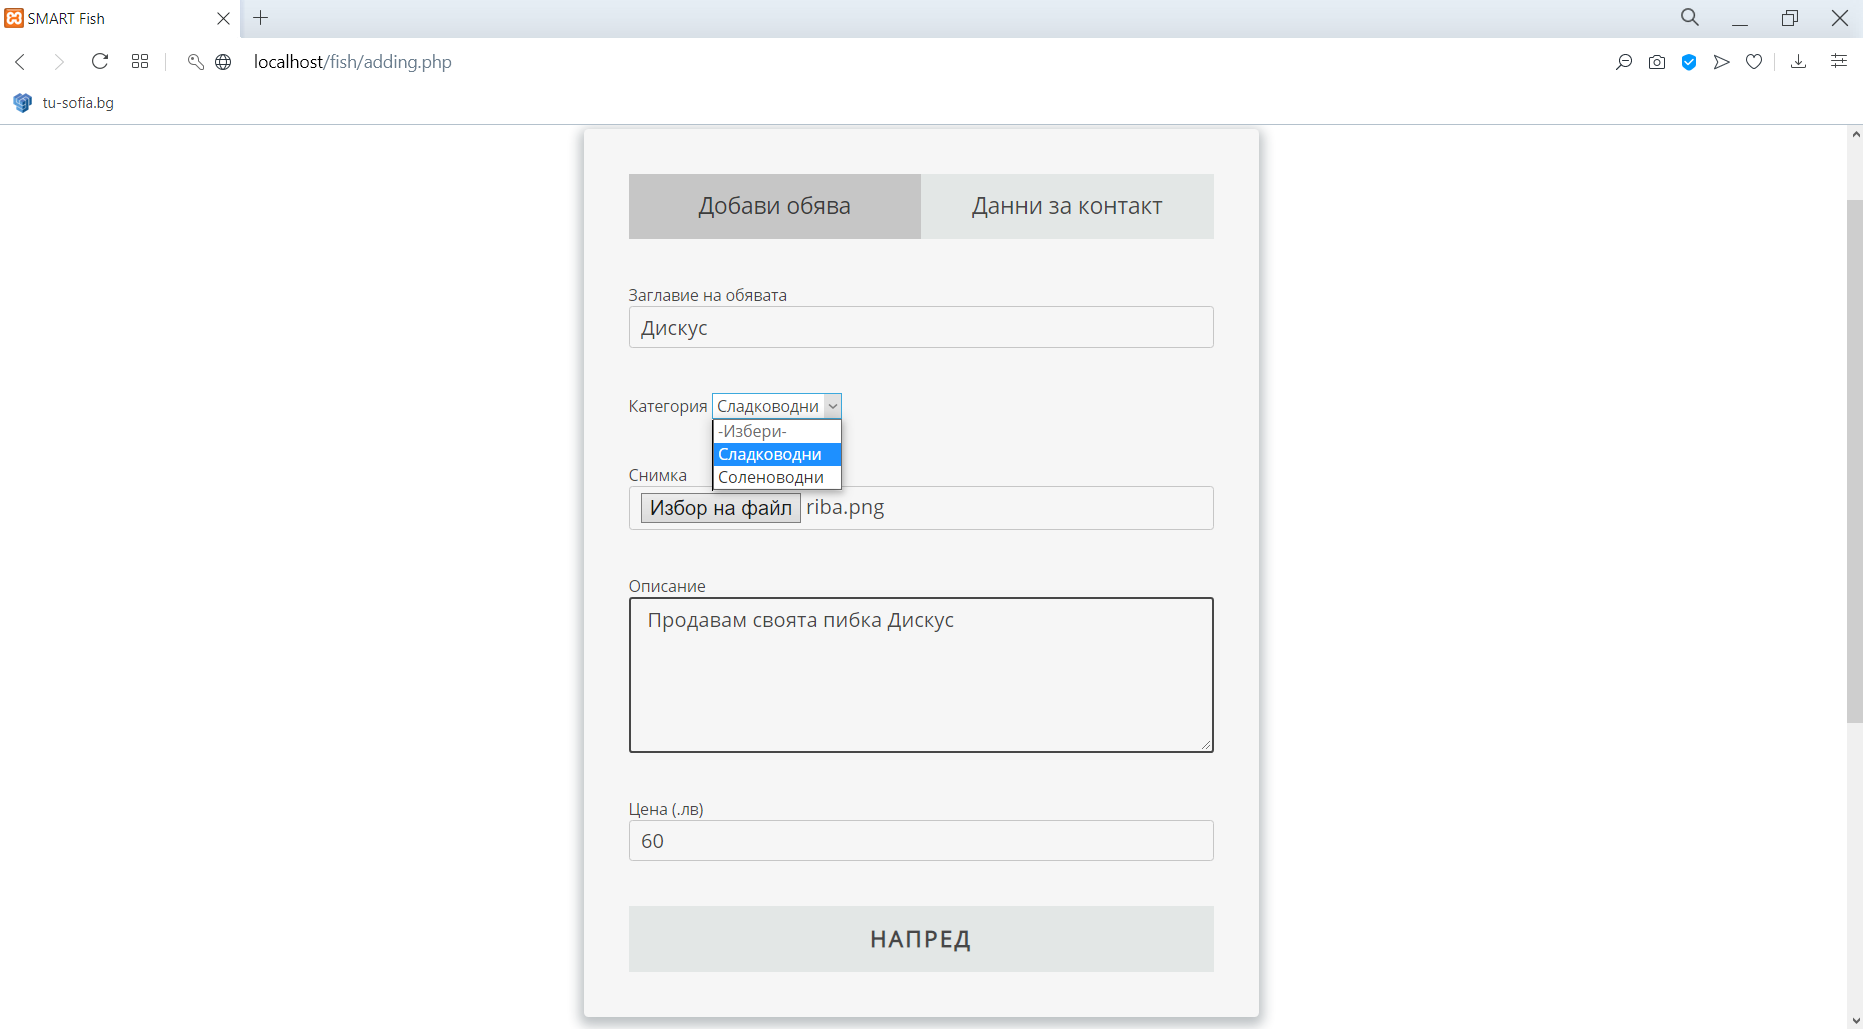 SMART Fish
localhost/fish/adding.php
tu-sofia.bg
Добави обява
Данни за контакт
Заглавие на обявата
Дискус
Категория Сладководни
-Избери-
Сладководни
Соленоводни
Снимка
Избор на файл riba.png
Описание
Продавам своята пибка Дискус
Цена (.лв)
60
НАПРЕД